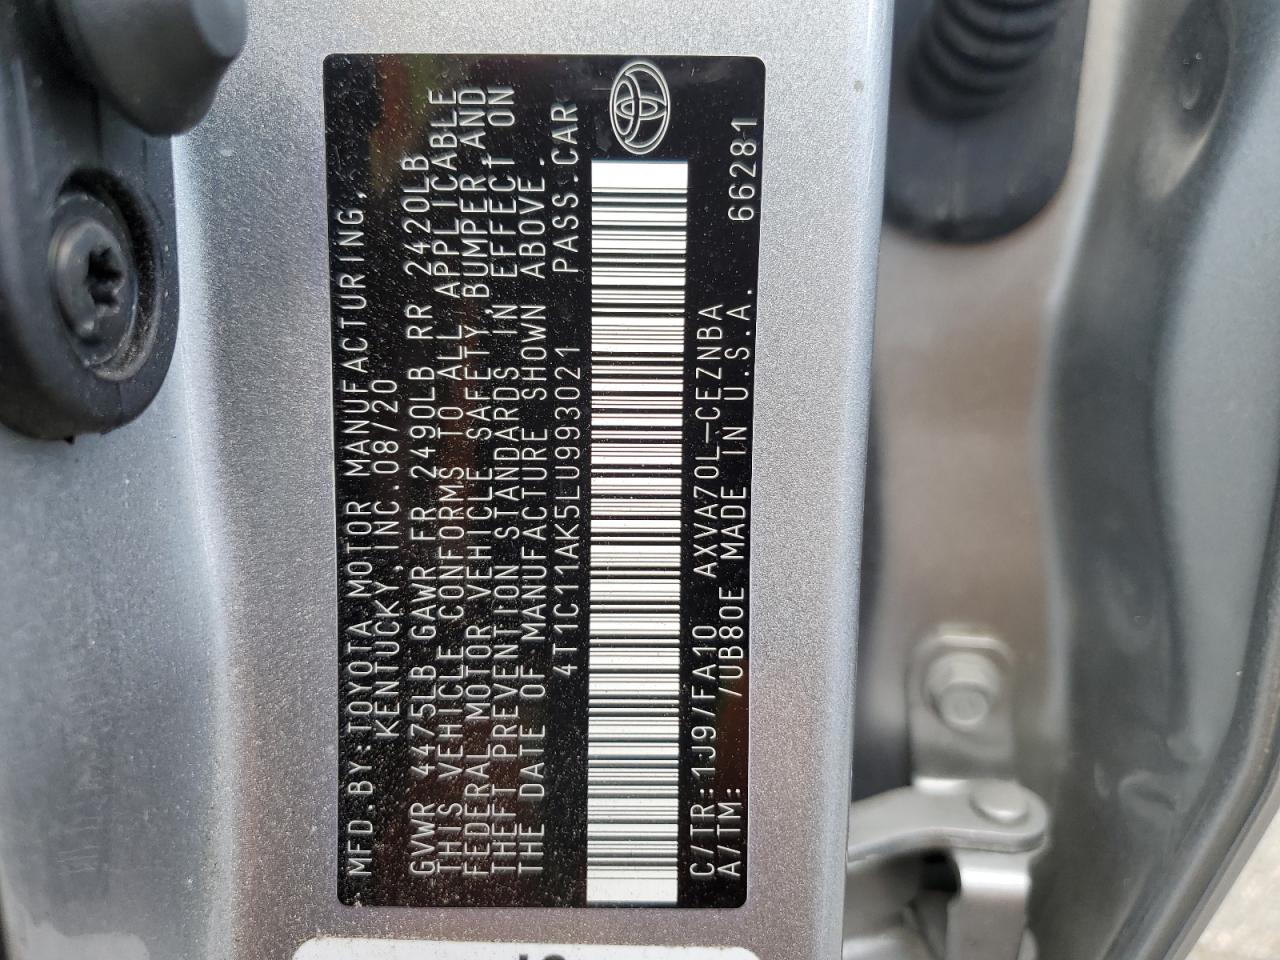 MFD.BY:TOYOTA MOTOR MANUFACTURING,
KENTUCKY,INC.08/20
GVWR 4475LB GAWR FR 2490LB RR 2420LB
THIS VEHICLE CONFORMS TO ALL APPLICABLE
FEDERAL MOTOR VEHICLE SAFETY,BUMPER,AND
THEFT PREVENTION STANDARDS IN EFFECT ON
THE DATE OF MANUFACTURE SHOWN ABOVE.
4T1C11AK5LU993021 PASS.CAR
C/TR:1J9/FA10 AXVA70L-CEZNBA
A/TM: /UB80E MADE IN U.S.A. 66281